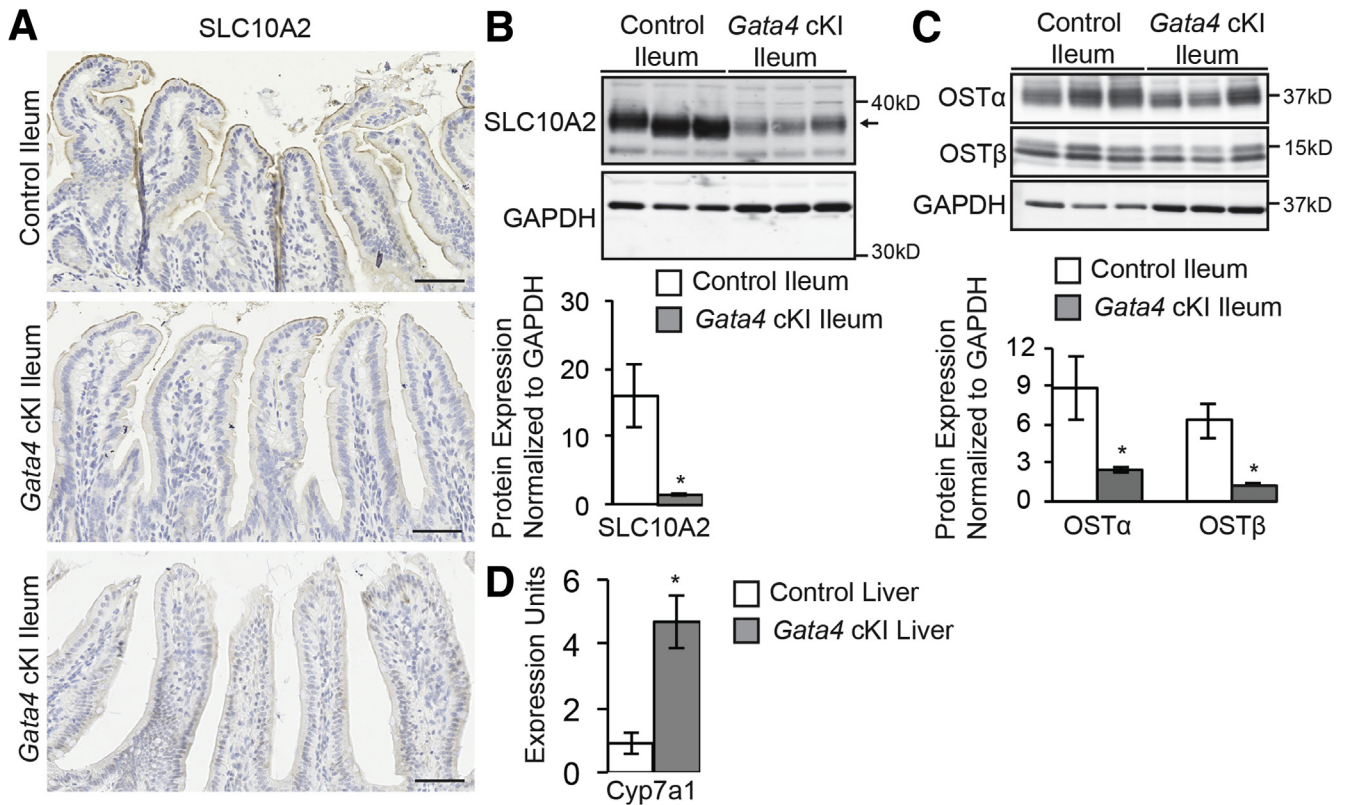 A
SLC10A2
Control Ileum
Gata4 cKI Ileum
Gata4 cKI Ileum
B
Control
Ileum
Gata4 cKI
Ileum
SLC10A2
40kD
GAPDH
30kD
Control Ileum
Gata4 cKI Ileum
Protein Expression
Normalized to GAPDH
30
20
10
0
*
SLC10A2
C
Control
Ileum
Gata4 cKI
Ileum
OSTα
37kD
OSTβ
15kD
GAPDH
37kD
Control Ileum
Gata4 cKI Ileum
Protein Expression
Normalized to GAPDH
12
9
6
3
0
*
*
OSTα
OSTβ
D
Expression Units
6
4
2
0
*
Cyp7a1
Control Liver
Gata4 cKI Liver